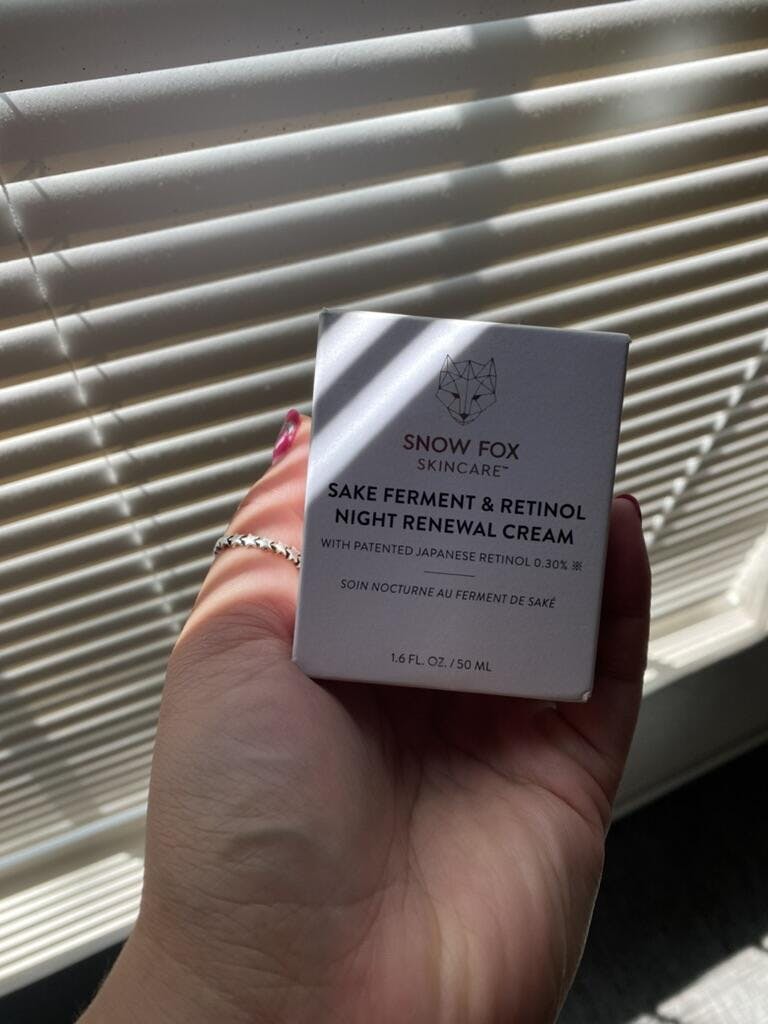 SNOW FOX
SKINCARE™
SAKE FERMENT & RETINOL
NIGHT RENEWAL CREAM
WITH PATENTED JAPANESE RETINOL 0.30% ※
SOIN NOCTURNE AU FERMENT DE SAKÉ
1.6 FL. OZ. / 50 ML